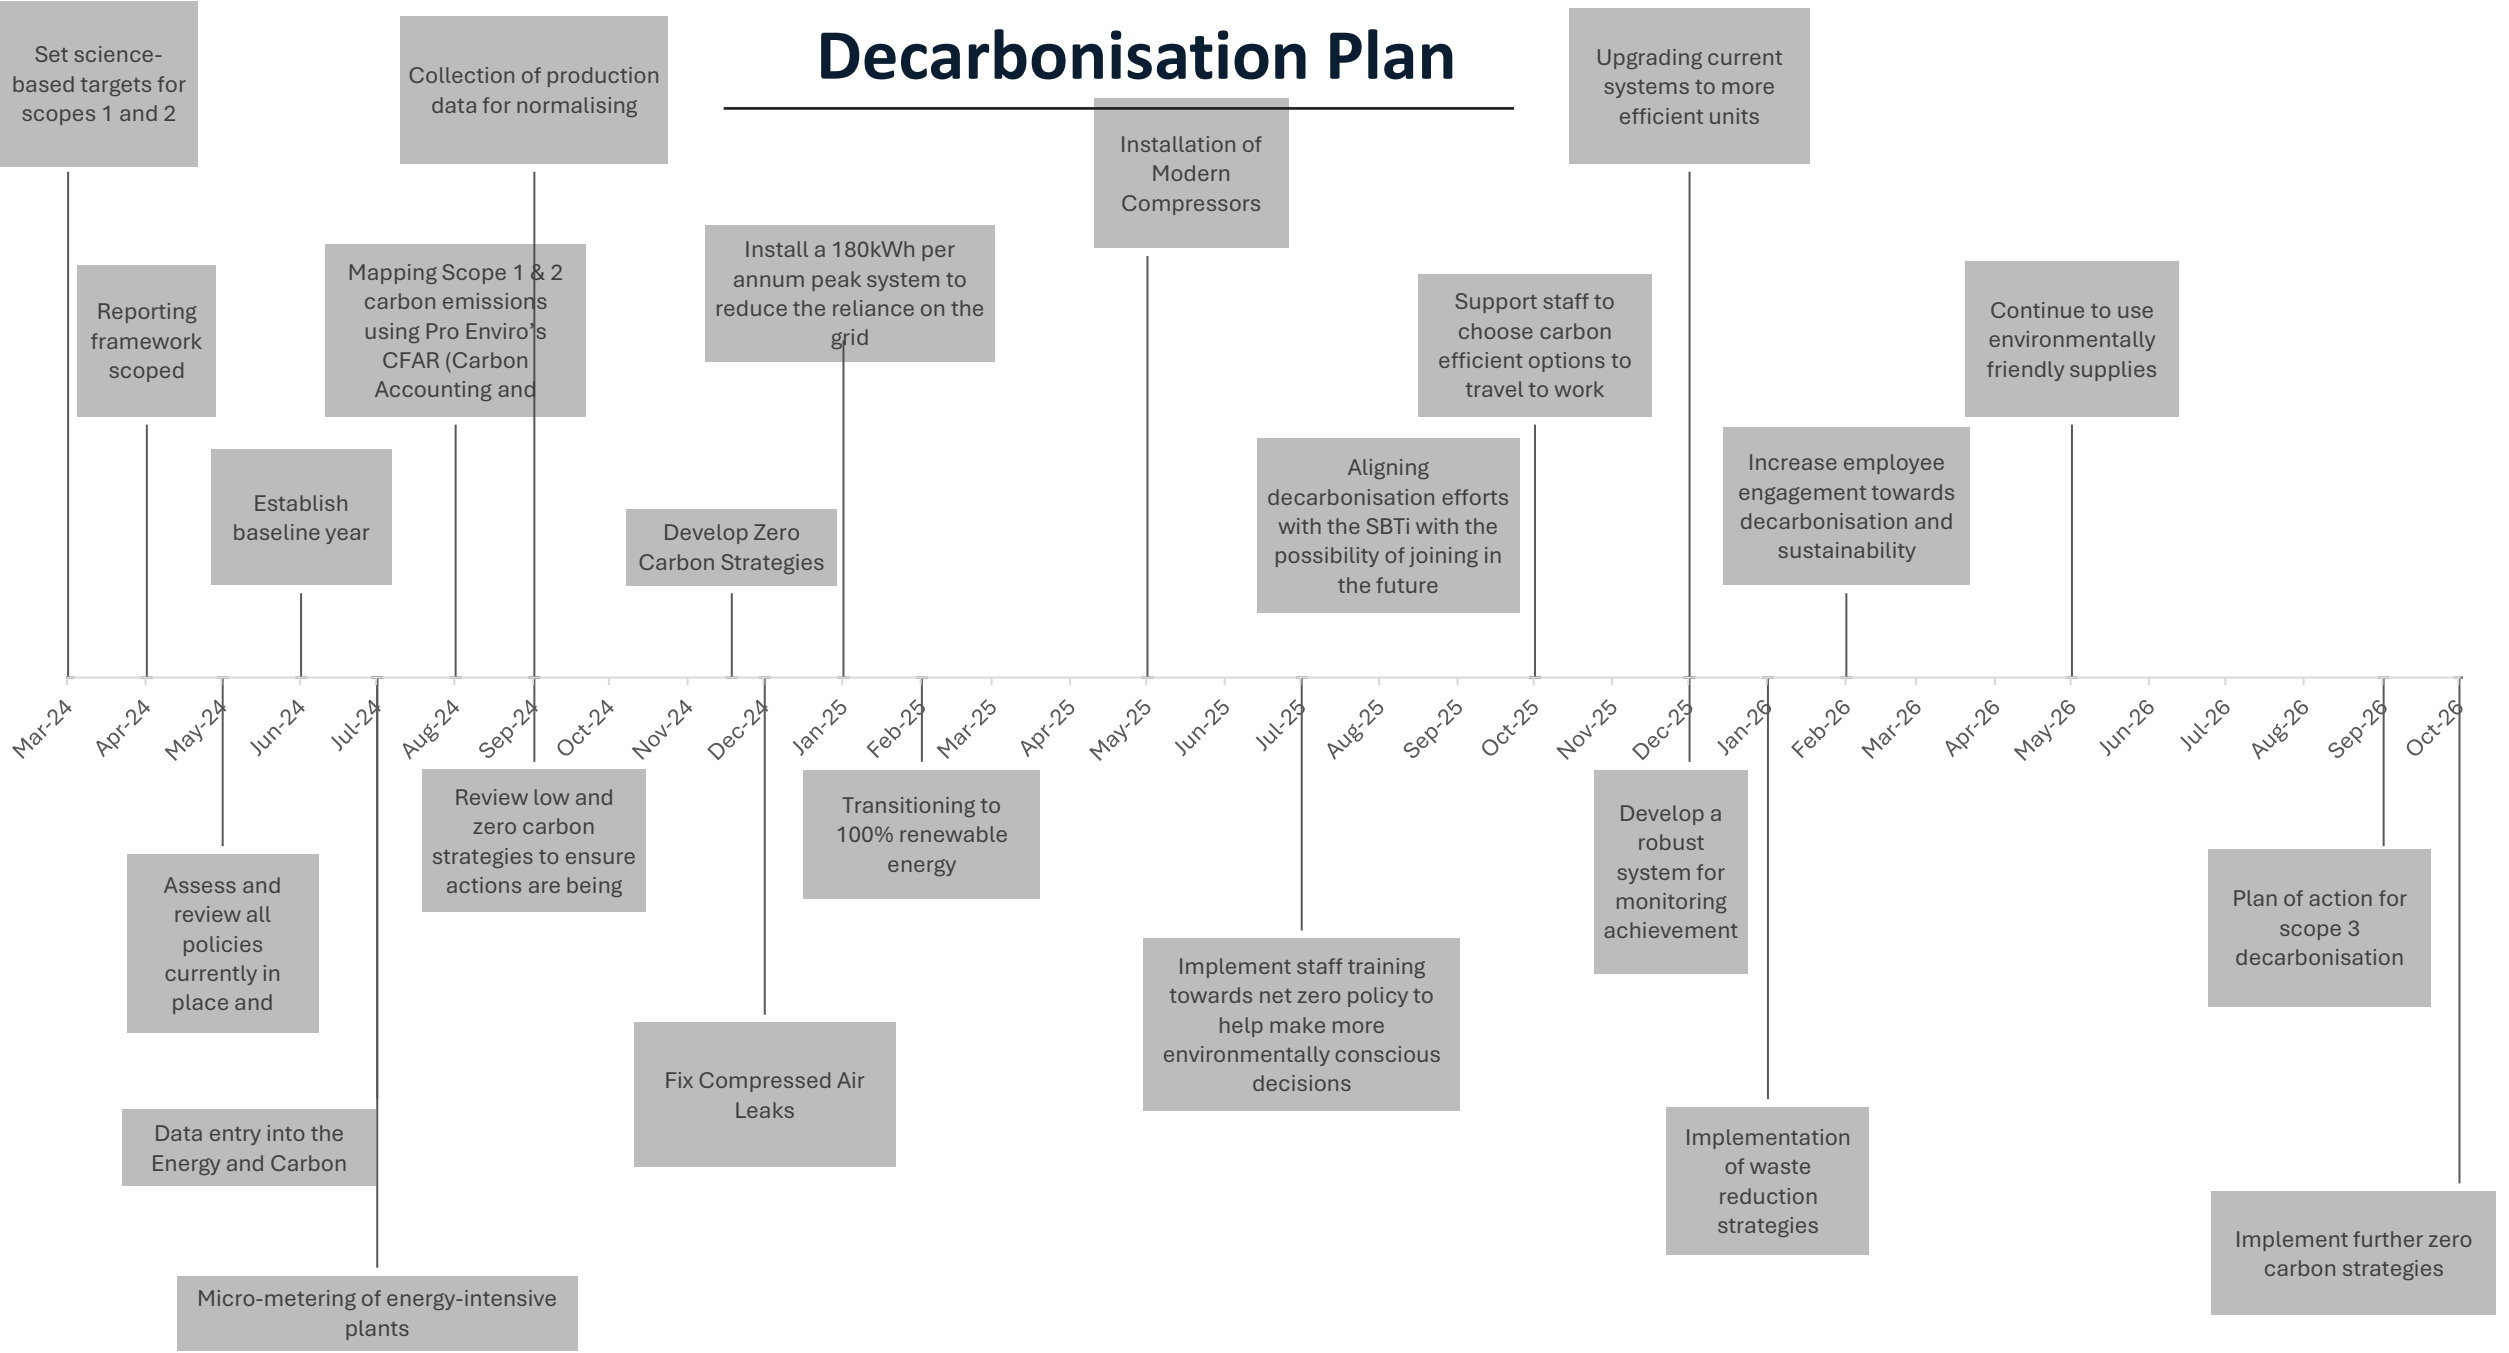 Decarbonisation Plan
Set science-
based targets for
scopes 1 and 2
Collection of production
data for normalising
Upgrading current
systems to more
efficient units
Installation of
Modern
Compressors
Reporting
framework
scoped
Mapping Scope 1 & 2
carbon emissions
using Pro Enviro’s
CFAR (Carbon
Accounting and
Install a 180kWh per
annum peak system to
reduce the reliance on the
grid
Support staff to
choose carbon
efficient options to
travel to work
Continue to use
environmentally
friendly supplies
Establish
baseline year
Develop Zero
Carbon Strategies
Aligning
decarbonisation efforts
with the SBTi with the
possibility of joining in
the future
Increase employee
engagement towards
decarbonisation and
sustainability
Mar-24
Apr-24
May-24
Jun-24
Jul-24
Aug-24
Sep-24
Oct-24
Nov-24
Dec-24
Jan-25
Feb-25
Mar-25
Apr-25
May-25
Jun-25
Jul-25
Aug-25
Sep-25
Oct-25
Nov-25
Dec-25
Jan-26
Feb-26
Mar-26
Apr-26
May-26
Jun-26
Jul-26
Aug-26
Sep-26
Oct-26
Review low and
zero carbon
strategies to ensure
actions are being
Transitioning to
100% renewable
energy
Develop a
robust
system for
monitoring
achievement
Assess and
review all
policies
currently in
place and
Plan of action for
scope 3
decarbonisation
Implement staff training
towards net zero policy to
help make more
environmentally conscious
decisions
Fix Compressed Air
Leaks
Data entry into the
Energy and Carbon
Implementation
of waste
reduction
strategies
Implement further zero
carbon strategies
Micro-metering of energy-intensive
plants